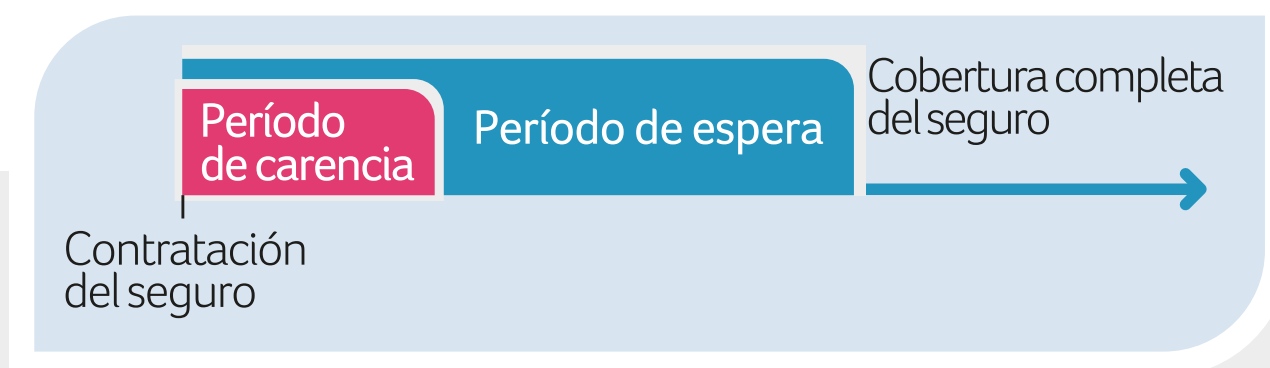 Período
de carencia
Período de espera
Cobertura completa
del seguro
Contratación
del seguro